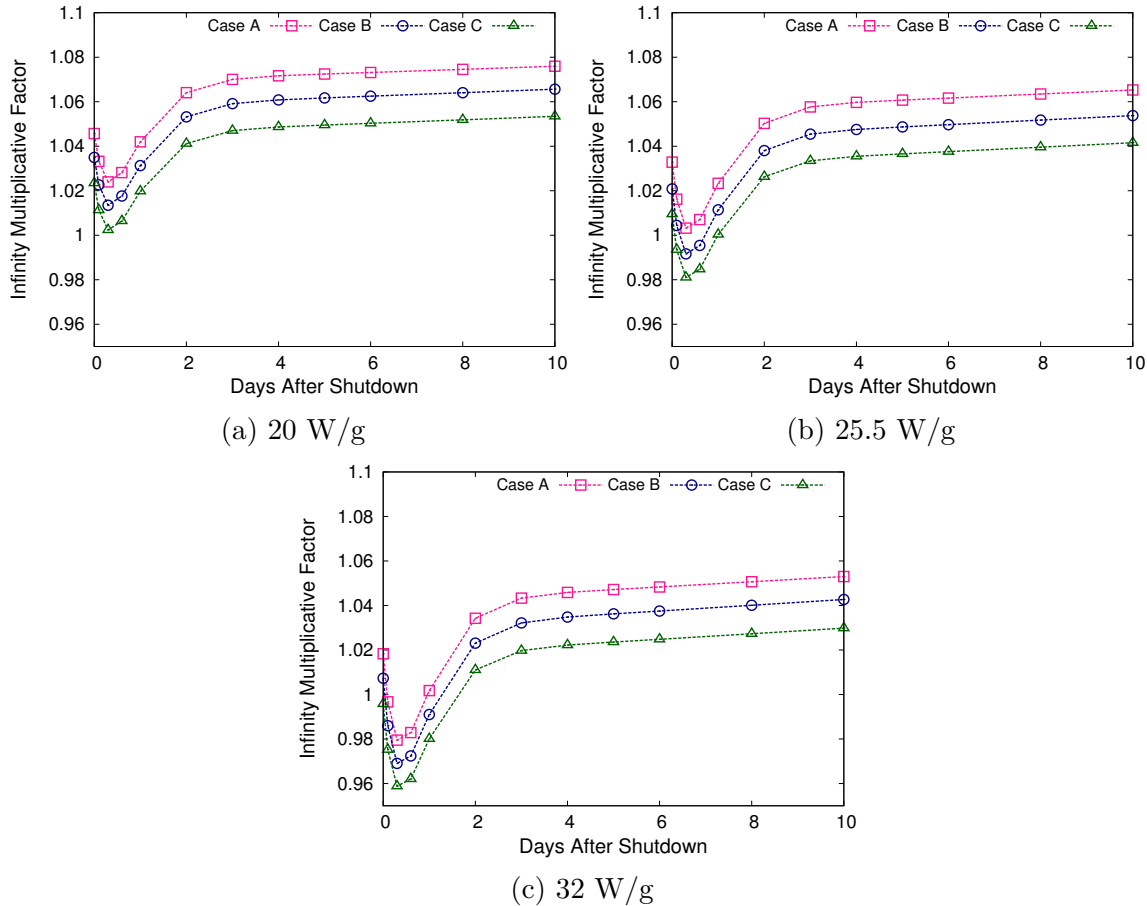 Case A Case B Case C
1.1
1.08
1.06
1.04
1.02
1
0.98
0.96
Infinity Multiplicative Factor
0 2 4 6 8 10
Days After Shutdown
(a) 20 W/g
Case A Case B Case C
1.1
1.08
1.06
1.04
1.02
1
0.98
0.96
Infinity Multiplicative Factor
0 2 4 6 8 10
Days After Shutdown
(b) 25.5 W/g
Case A Case B Case C
1.1
1.08
1.06
1.04
1.02
1
0.98
0.96
Infinity Multiplicative Factor
0 2 4 6 8 10
Days After Shutdown
(c) 32 W/g